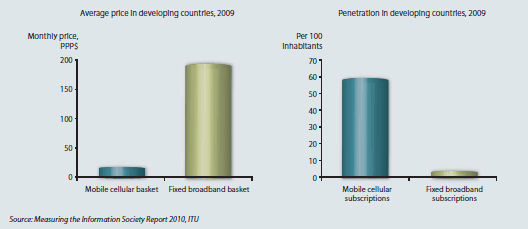 Average price in developing countries, 2009
Monthly price,
PPP$
200
150
100
50
0
Mobile cellular basket
Fixed broadband basket
Penetration in developing countries, 2009
Per 100
Inhabitants
70
60
50
40
30
20
10
0
Mobile cellular
subscriptions
Fixed broadband
subscriptions
Source: Measuring the Information Society Report 2010, ITU